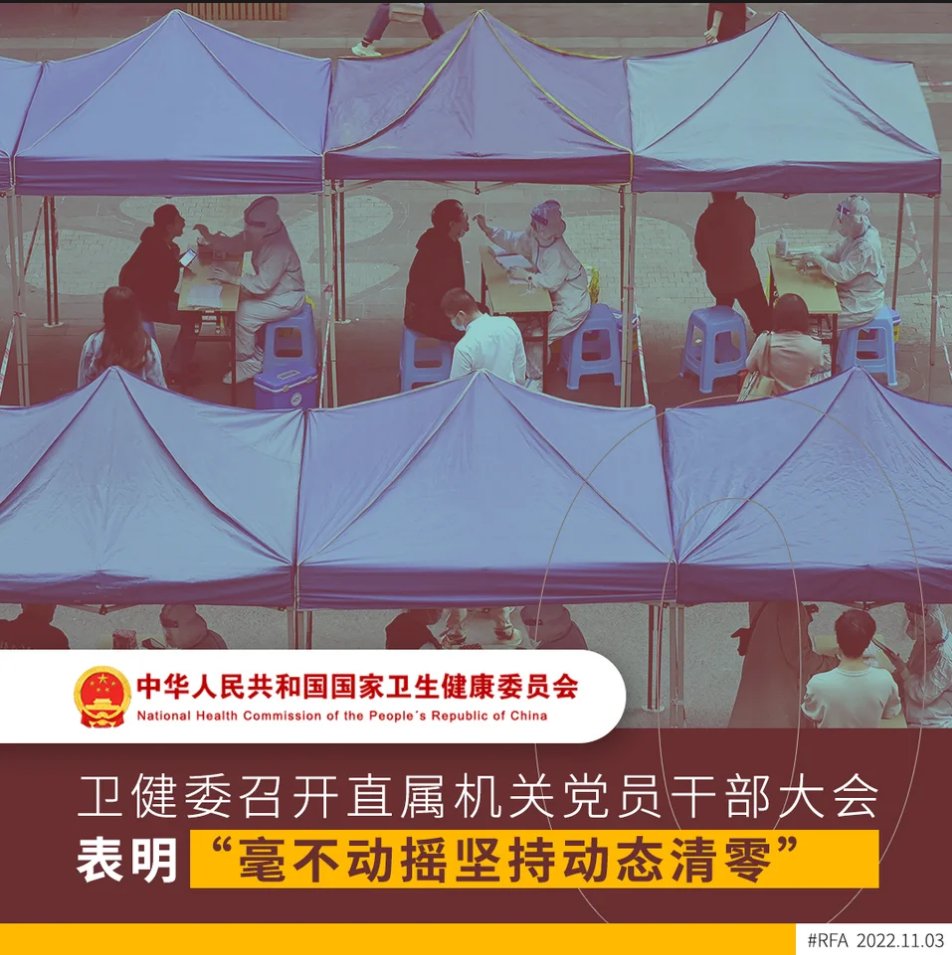 中华人民共和国国家卫生健康委员会
National Health Commission of the People's Republic of China
卫健委召开直属机关党员干部大会
表明“毫不动摇坚持动态清零”
#RFA 2022.11.03